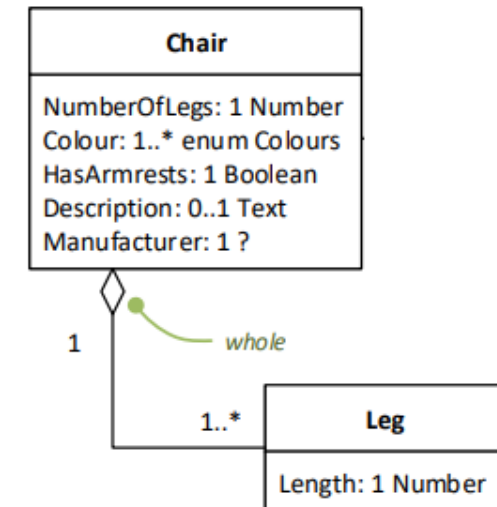 Chair
NumberOfLegs: 1 Number
Colour: 1..* enum Colours
HasArmrests: 1 Boolean
Description: 0..1 Text
Manufacturer: 1 ?
1
whole
1..*
Leg
Length: 1 Number